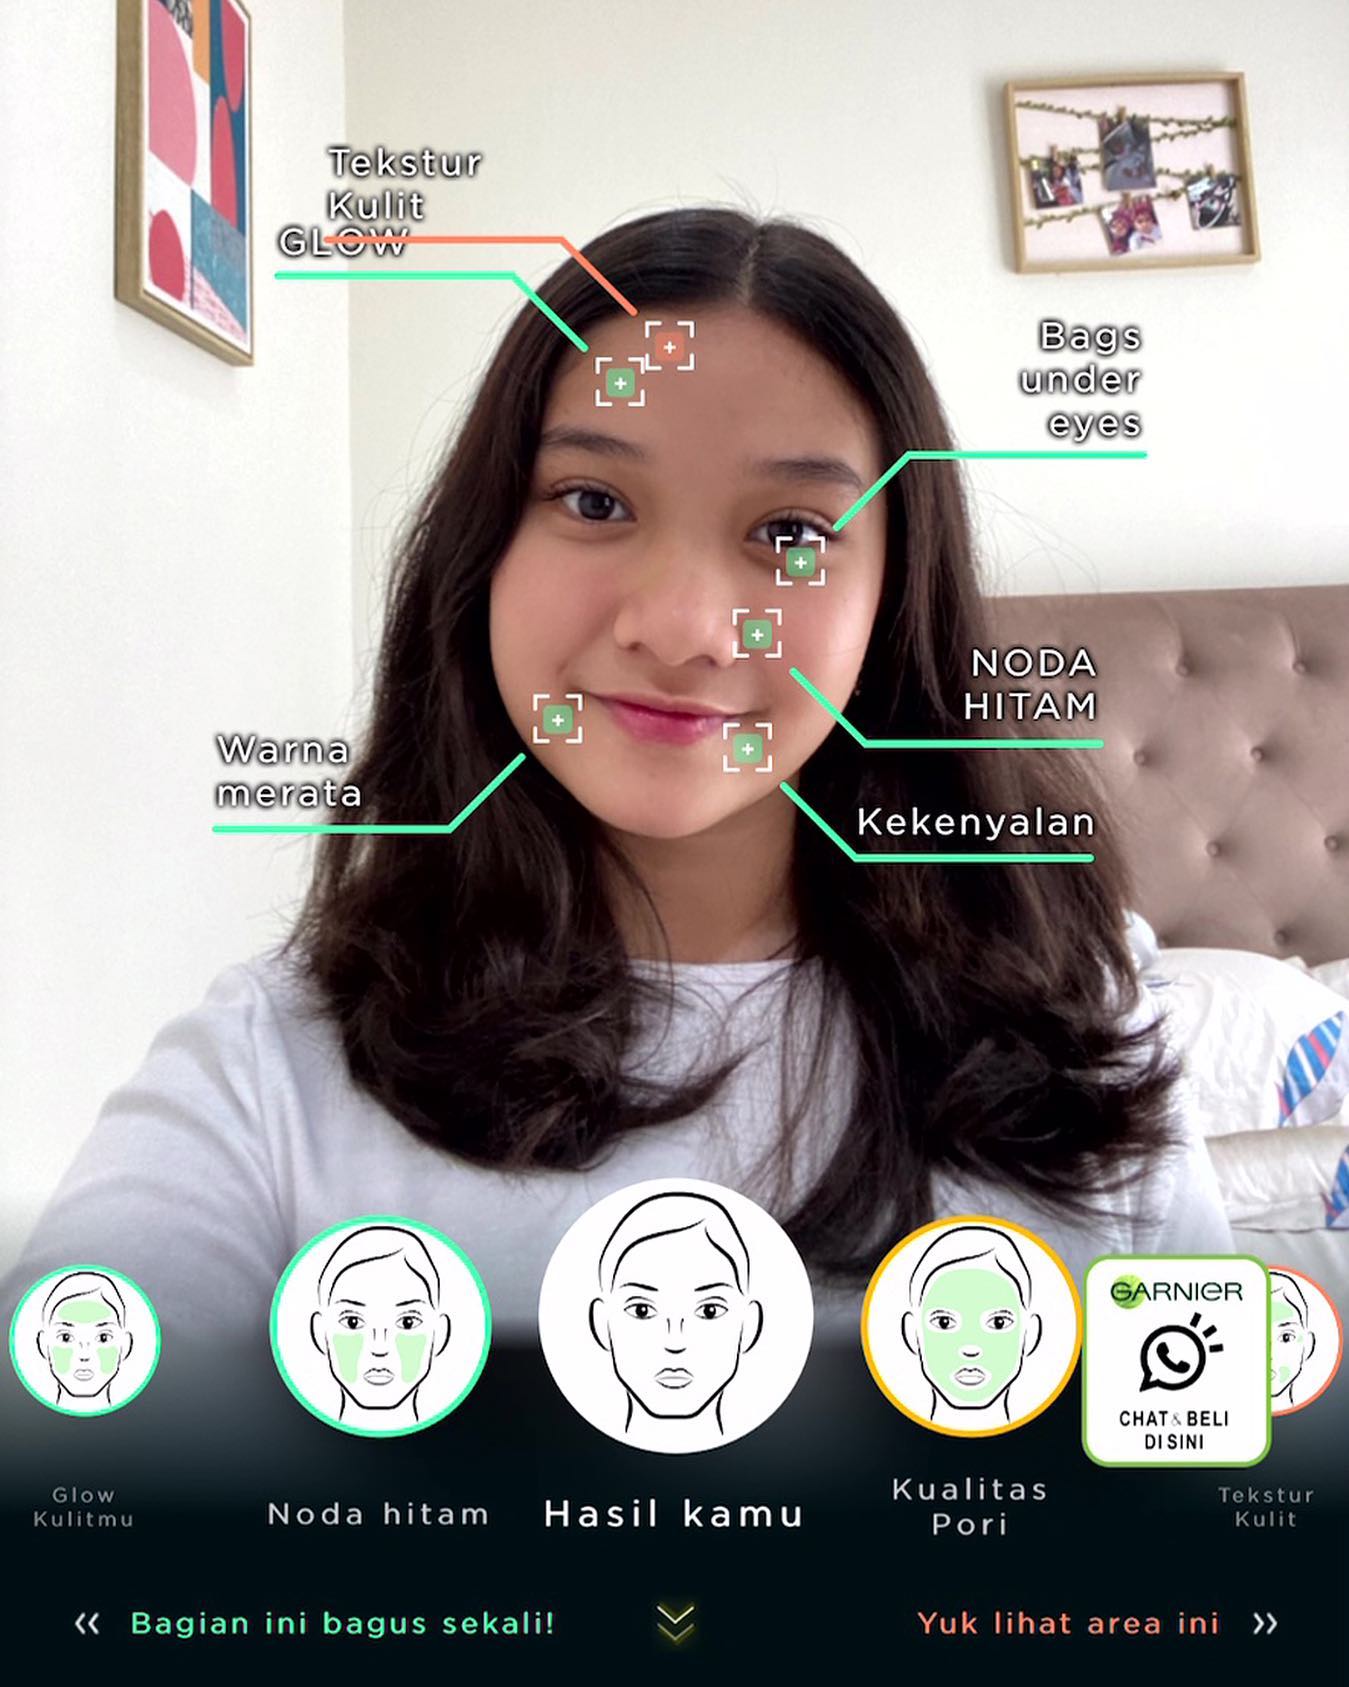 Tekstur
Kulit
GLOW
Bags
under
eyes
NODA
HITAM
Warna
merata
Kekenyalan
GARNIER
CHAT & BELI
DI SINI
Glow
Kulitmu
Noda hitam
Hasil kamu
Kualitas
Pori
Tekstur
Kulit
<< Bagian ini bagus sekali!
Yuk lihat area ini >>